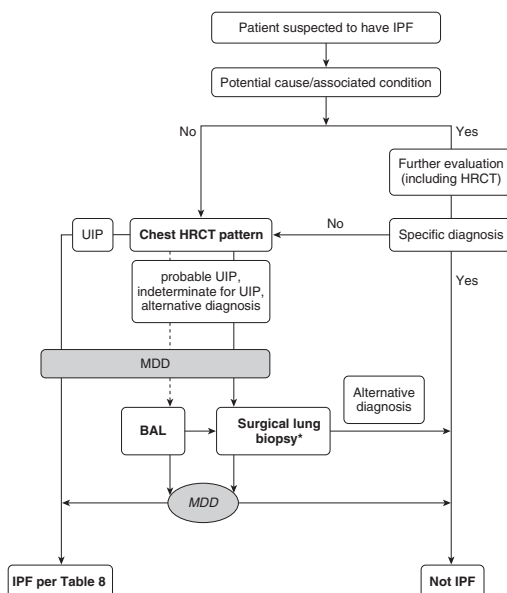 Patient suspected to have IPF
Potential cause/associated condition
No
Yes
Further evaluation
(including HRCT)
UIP
Chest HRCT pattern
No
Specific diagnosis
probable UIP,
indeterminate for UIP,
alternative diagnosis
Yes
MDD
Alternative
diagnosis
BAL
Surgical lung
biopsy*
MDD
IPF per Table 8
Not IPF